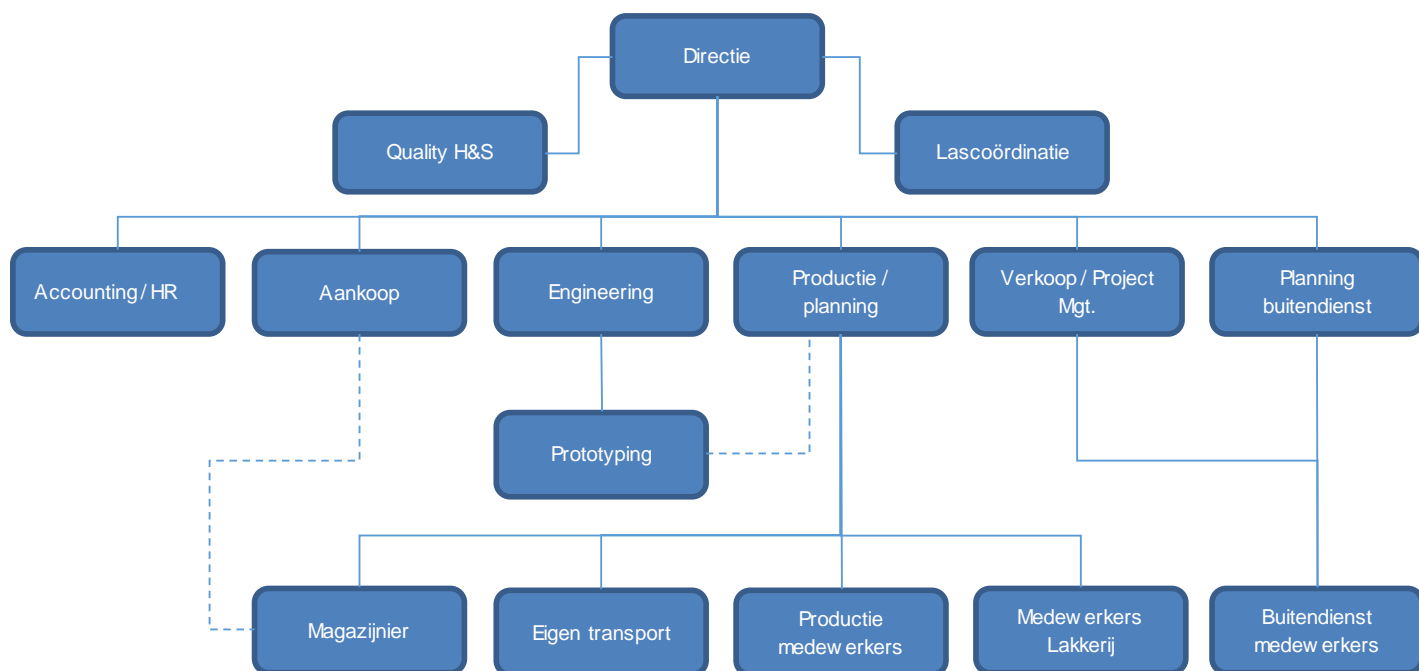 Directie
Quality H&S
Lascoördinatie
Accounting / HR
Aankoop
Engineering
Productie /
planning
Verkoop / Project
Mgt.
Planning
buitendienst
Prototyping
Magazijnier
Eigen transport
Productie
medew erkers
Medew erkers
Lakkerij
Buitendienst
medew erkers